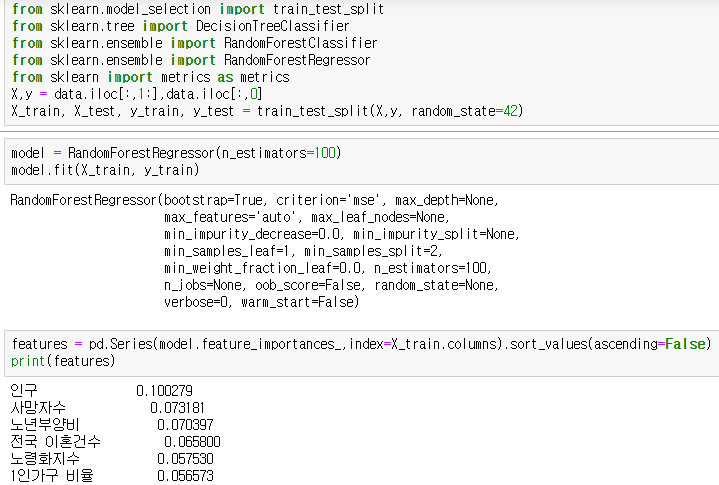 from sklearn.model_selection import train_test_split
from sklearn.tree import DecisionTreeClassifier
from sklearn.ensemble import RandomForestClassifier
from sklearn.ensemble import RandomForestRegressor
from sklearn import metrics as metrics
X,y = data.iloc[:,1:],data.iloc[:,0]
X_train, X_test, y_train, y_test = train_test_split(X,y, random_state=42)
model = RandomForestRegressor(n_estimators=100)
model.fit(X_train, y_train)
RandomForestRegressor(bootstrap=True, criterion='mse', max_depth=None,
max_features='auto', max_leaf_nodes=None,
min_impurity_decrease=0.0, min_impurity_split=None,
min_samples_leaf=1, min_samples_split=2,
min_weight_fraction_leaf=0.0, n_estimators=100,
n_jobs=None, oob_score=False, random_state=None,
verbose=0, warm_start=False)
features = pd.Series(model.feature_importances_,index=X_train.columns).sort_values(ascending=False)
print(features)
인구 0.100279
사망자수 0.073181
노년부양비 0.070397
전국 이혼건수 0.065800
노령화지수 0.057530
1인가구 비율 0.056573